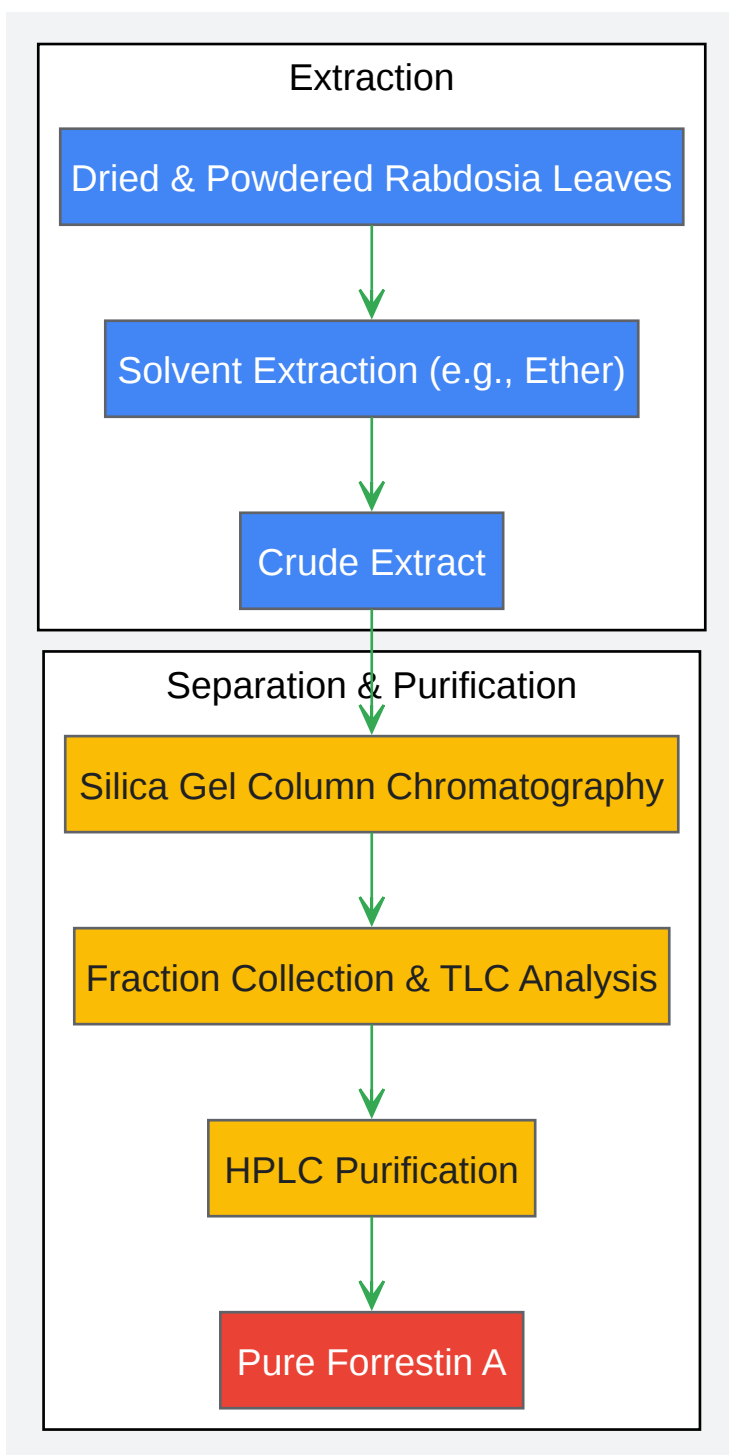 Extraction
Dried & Powdered Rabdosia Leaves
Solvent Extraction (e.g., Ether)
Crude Extract
Separation & Purification
Silica Gel Column Chromatography
Fraction Collection & TLC Analysis
HPLC Purification
Pure Forrestin A